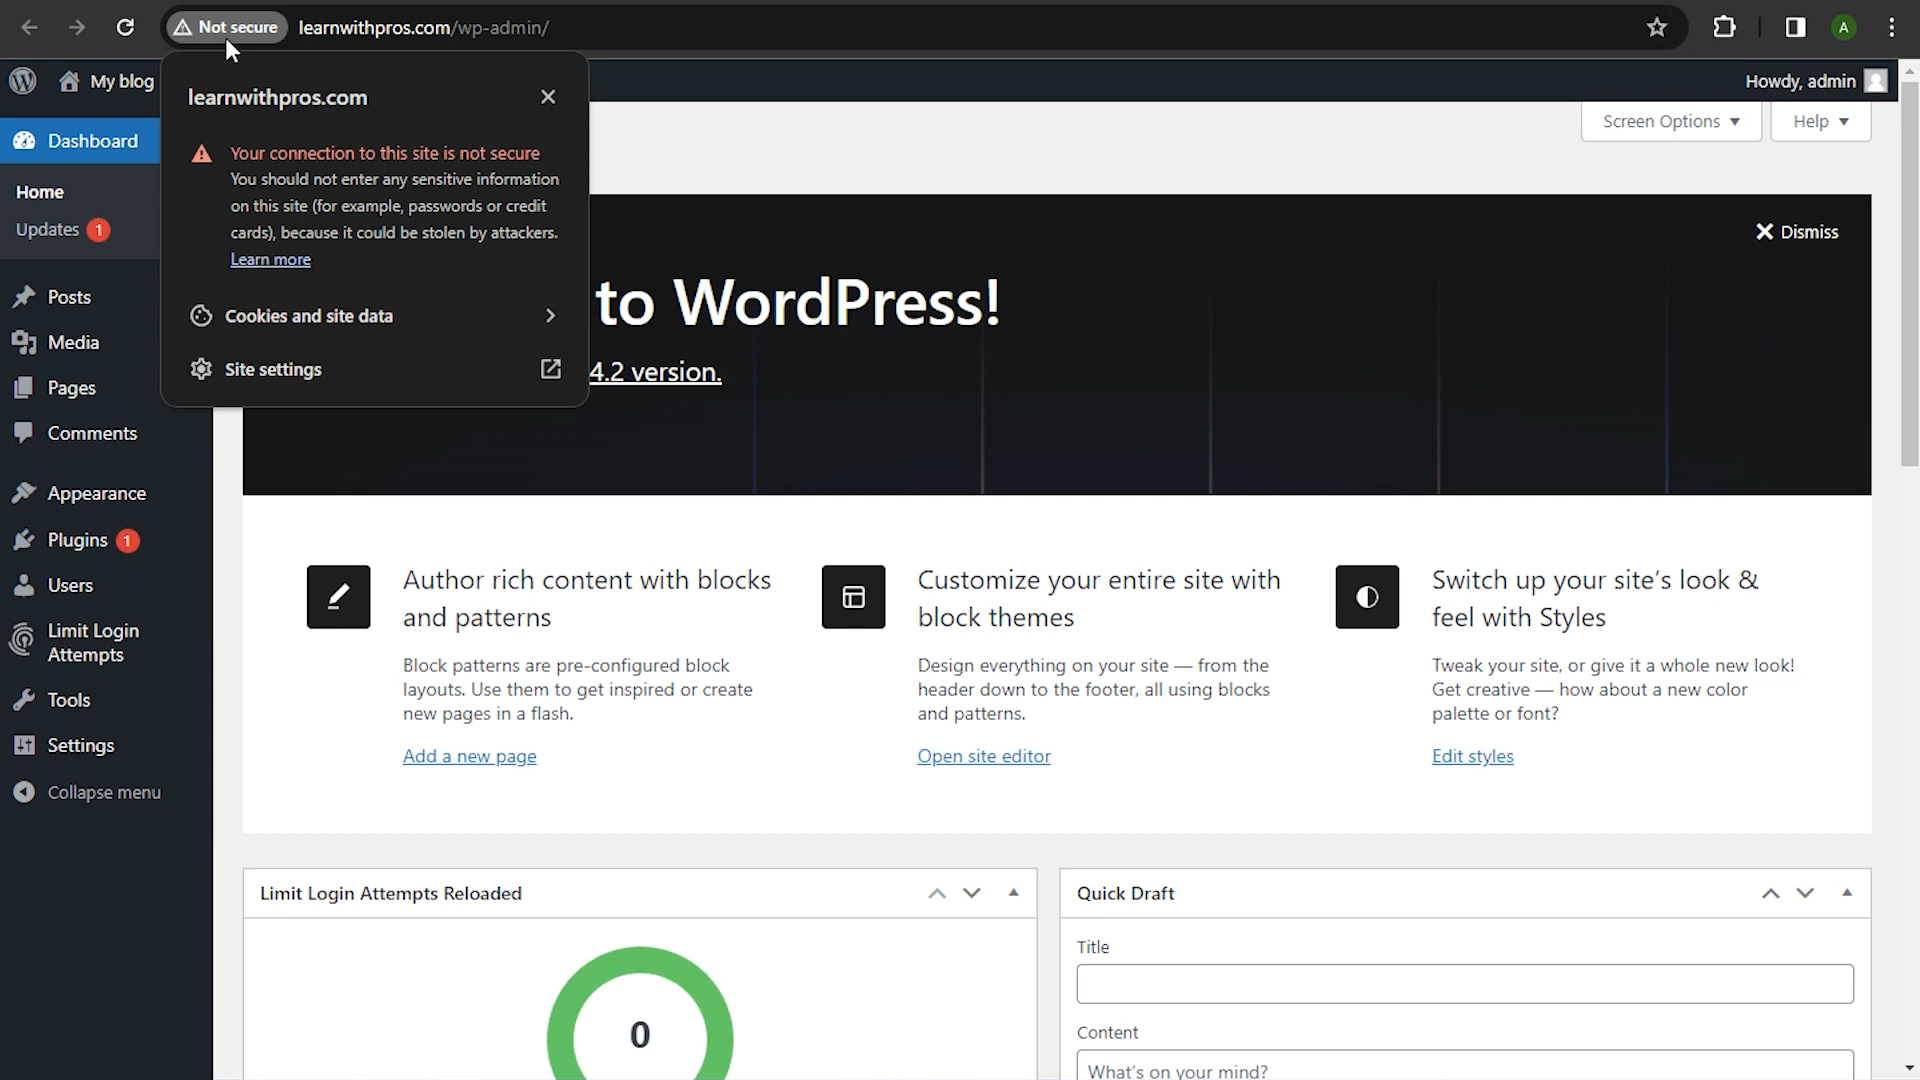 Not secure
learnwithpros.com/wp-admin/
A
My blog
Howdy, admin
learnwithpros.com
Your connection to this site is not secure
You should not enter any sensitive information
on this site (for example, passwords or credit
cards), because it could be stolen by attackers.
Learn more
Cookies and site data
Site settings
Screen Options
Help
Dashboard
Home
Updates 1
Posts
Media
Pages
Comments
Appearance
Plugins 1
Users
Limit Login
Attempts
Tools
Settings
Collapse menu
Dismiss
to WordPress!
4.2 version.
Author rich content with blocks
and patterns
Block patterns are pre-configured block
layouts. Use them to get inspired or create
new pages in a flash.
Add a new page
Customize your entire site with
block themes
Design everything on your site — from the
header down to the footer, all using blocks
and patterns.
Open site editor
Switch up your site’s look &
feel with Styles
Tweak your site, or give it a whole new look!
Get creative — how about a new color
palette or font?
Edit styles
Limit Login Attempts Reloaded
0
Quick Draft
Title
Content
What's on your mind?